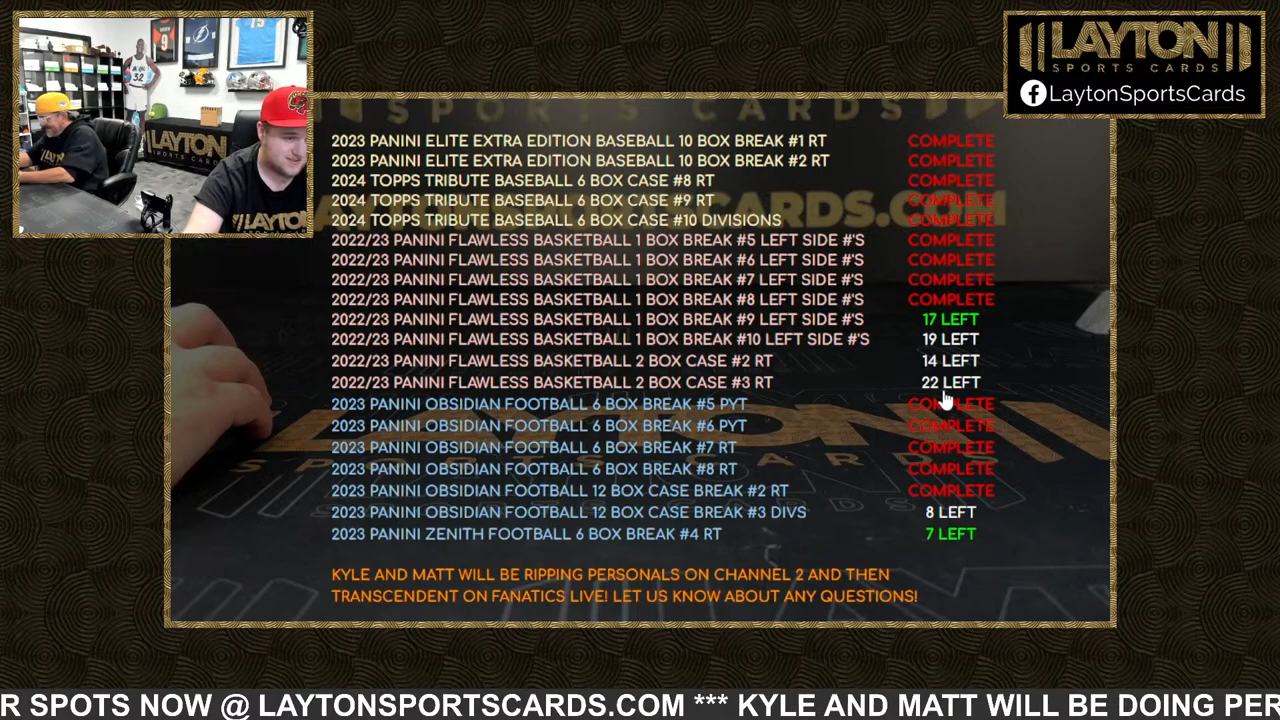 LAYTON
SPORTS CARDS
LaytonSportsCards
9
32
LAYTON
SPORTS CARDS
2023 PANINI ELITE EXTRA EDITION BASEBALL 10 BOX BREAK #1 RT COMPLETE
2023 PANINI ELITE EXTRA EDITION BASEBALL 10 BOX BREAK #2 RT COMPLETE
2024 TOPPS TRIBUTE BASEBALL 6 BOX CASE #8 RT COMPLETE
2024 TOPPS TRIBUTE BASEBALL 6 BOX CASE #9 RT COMPLETE
2024 TOPPS TRIBUTE BASEBALL 6 BOX CASE #10 DIVISIONS COMPLETE
2022/23 PANINI FLAWLESS BASKETBALL 1 BOX BREAK #5 LEFT SIDE #'S COMPLETE
2022/23 PANINI FLAWLESS BASKETBALL 1 BOX BREAK #6 LEFT SIDE #'S COMPLETE
2022/23 PANINI FLAWLESS BASKETBALL 1 BOX BREAK #7 LEFT SIDE #'S COMPLETE
2022/23 PANINI FLAWLESS BASKETBALL 1 BOX BREAK #8 LEFT SIDE #'S COMPLETE
2022/23 PANINI FLAWLESS BASKETBALL 1 BOX BREAK #9 LEFT SIDE #'S 17 LEFT
2022/23 PANINI FLAWLESS BASKETBALL 1 BOX BREAK #10 LEFT SIDE #'S 19 LEFT
2022/23 PANINI FLAWLESS BASKETBALL 2 BOX CASE #2 RT 14 LEFT
2022/23 PANINI FLAWLESS BASKETBALL 2 BOX CASE #3 RT 22 LEFT
2023 PANINI OBSIDIAN FOOTBALL 6 BOX BREAK #5 PYT COMPLETE
2023 PANINI OBSIDIAN FOOTBALL 6 BOX BREAK #6 PYT COMPLETE
2023 PANINI OBSIDIAN FOOTBALL 6 BOX BREAK #7 RT COMPLETE
2023 PANINI OBSIDIAN FOOTBALL 6 BOX BREAK #8 RT COMPLETE
2023 PANINI OBSIDIAN FOOTBALL 12 BOX CASE BREAK #2 RT COMPLETE
2023 PANINI OBSIDIAN FOOTBALL 12 BOX CASE BREAK #3 DIVS 8 LEFT
2023 PANINI ZENITH FOOTBALL 6 BOX BREAK #4 RT 7 LEFT
KYLE AND MATT WILL BE RIPPING PERSONALS ON CHANNEL 2 AND THEN
TRANSCENDENT ON FANATICS LIVE! LET US KNOW ABOUT ANY QUESTIONS!
R SPOTS NOW @ LAYTONSPORTSCARDS.COM *** KYLE AND MATT WILL BE DOING PER